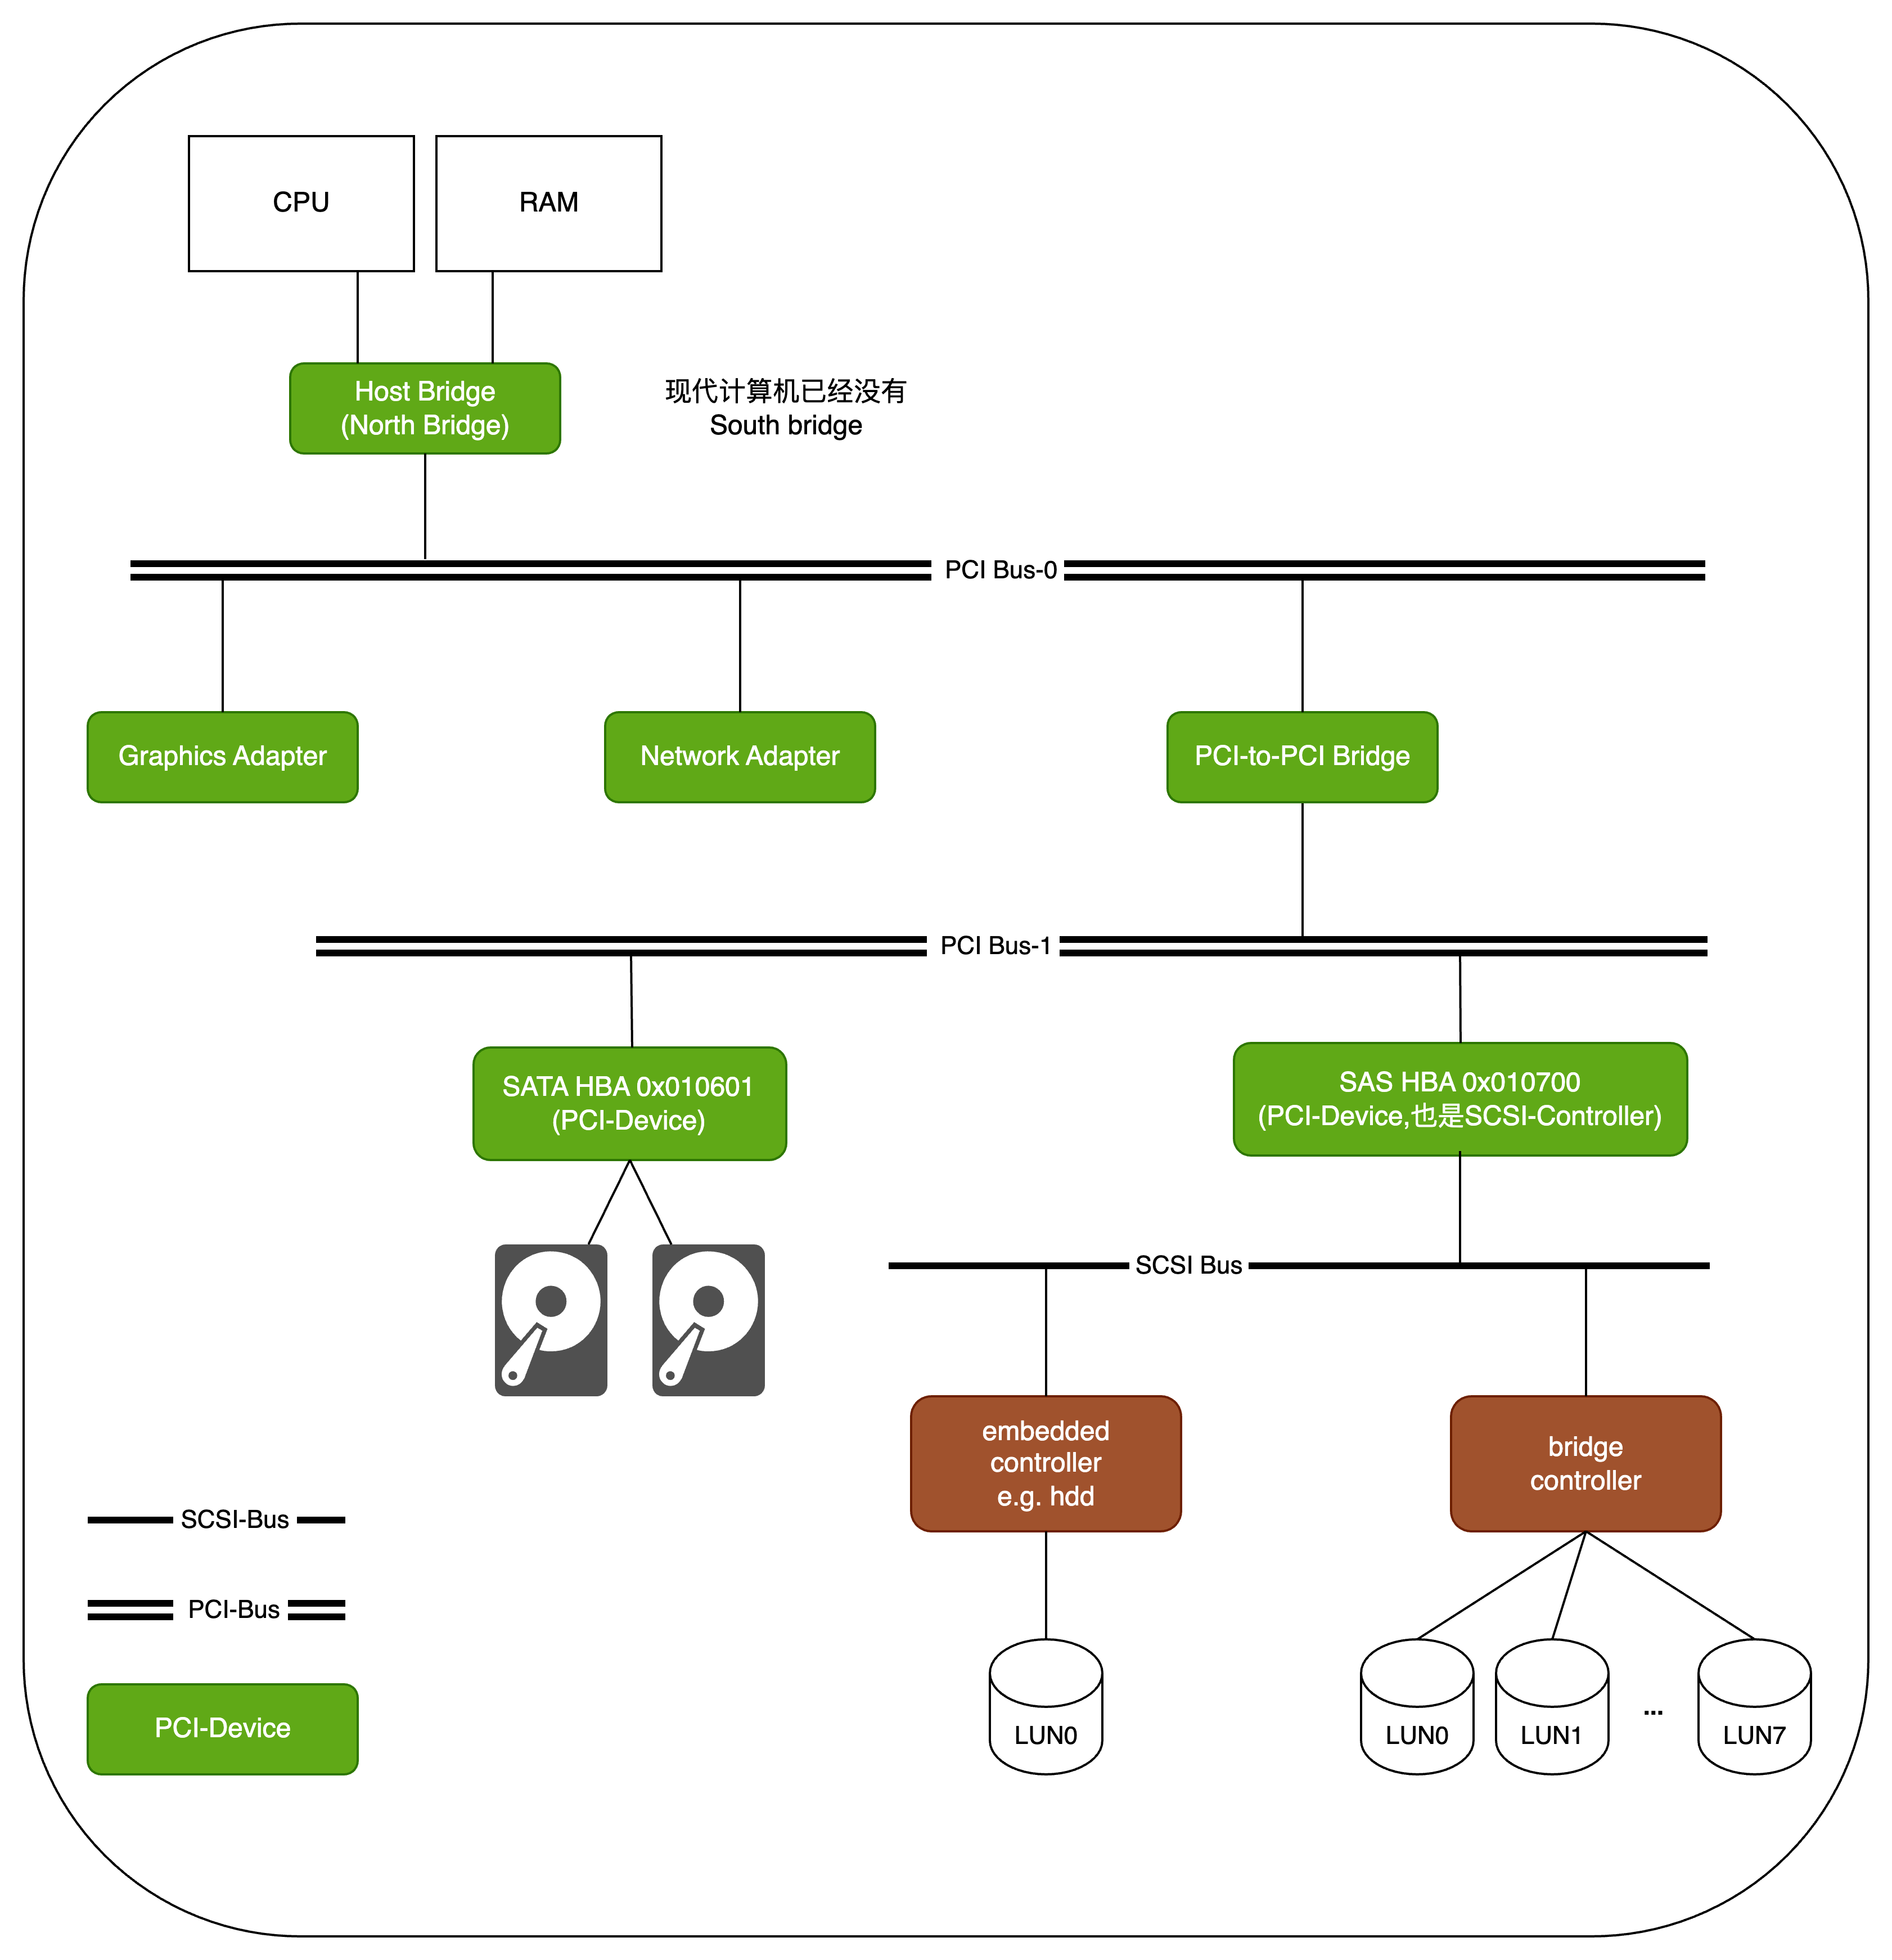 CPU
RAM
Host Bridge
(North Bridge)
现代计算机已经没有
South bridge
PCI Bus-0
Graphics Adapter
Network Adapter
PCI-to-PCI Bridge
PCI Bus-1
SATA HBA 0x010601
(PCI-Device)
SAS HBA 0x010700
(PCI-Device,也是SCSI-Controller)
SCSI Bus
embedded
controller
e.g. hdd
bridge
controller
SCSI-Bus
PCI-Bus
PCI-Device
LUN0
LUN0
LUN1
...
LUN7